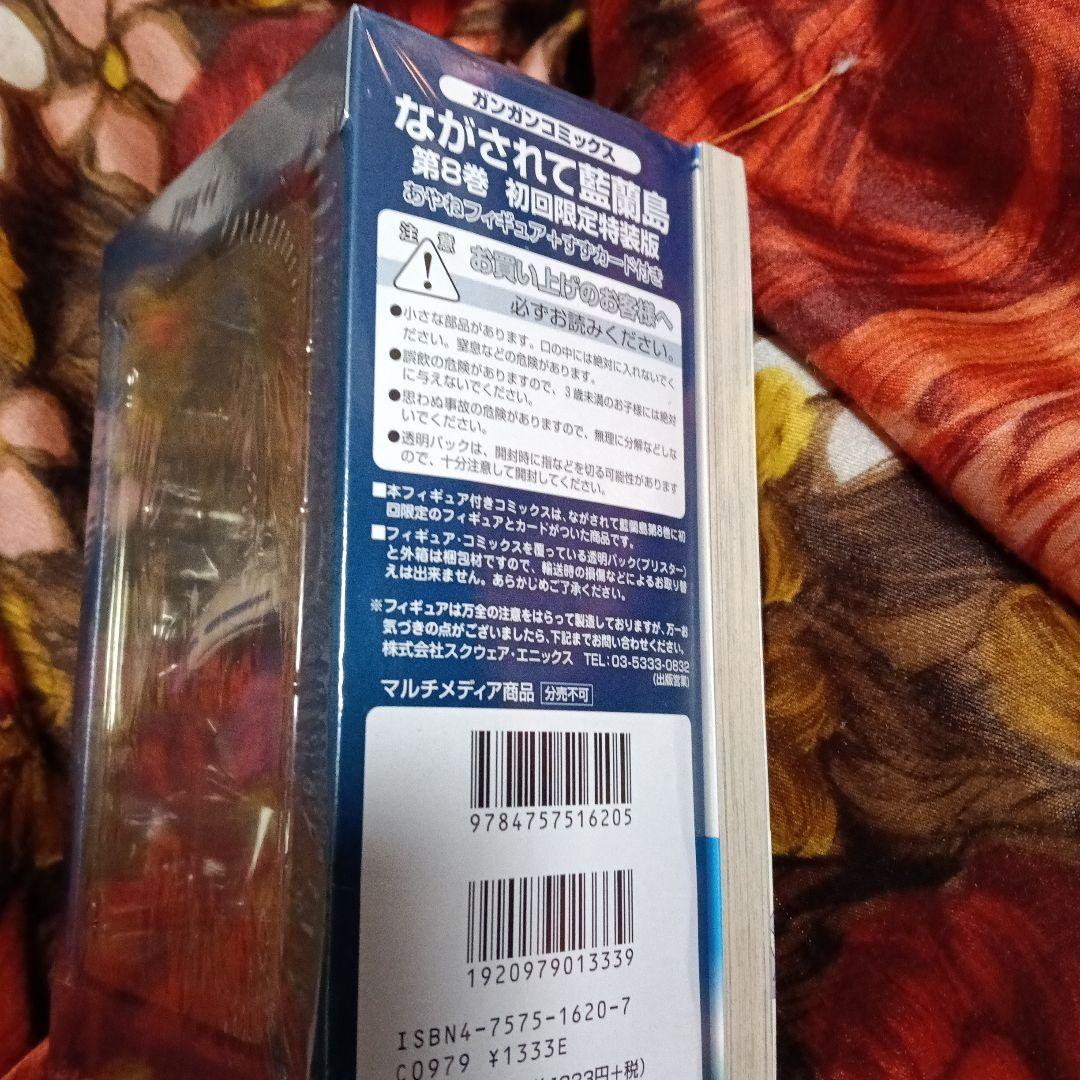 ガンガンコミックス
ながされて藍蘭島
第8巻 初回限定特装版
あやねフィギュア+すずカード付き
注 意
お買い上げのお客様へ
必ずお読みください。
●小さな部品があります。口の中には絶対に入れないでく
ださい。窒息などの危険があります。
●誤飲の危険がありますので、3歳未満のお子様には絶対
に与えないでください。
●思わぬ事故の危険がありますので、無理に分解などしな
いでください。
●透明パックは、開封時に指などを切る可能性があります
ので、十分注意して開封してください。
■本フィギュア付きコミックスは、ながされて藍蘭島第8巻に初
回限定のフィギュアとカードがついた商品です。
■フィギュア・コミックスを覆っている透明パック(ブリスター)
と外箱は梱包材ですので、輸送時の損傷などによるお取り替
えは出来ません。あらかじめご了承ください。
※フィギュアは万全の注意をはらって製造しておりますが、万一お
気づきの点がございましたら、下記までお問い合わせください。
株式会社スクウェア・エニックス TEL:03-5333-0832
(出版営業)
マルチメディア商品 分売不可
9784757516205
1920979013339
ISBN4-7575-1620-7
C0979 ¥1333E
円+税)